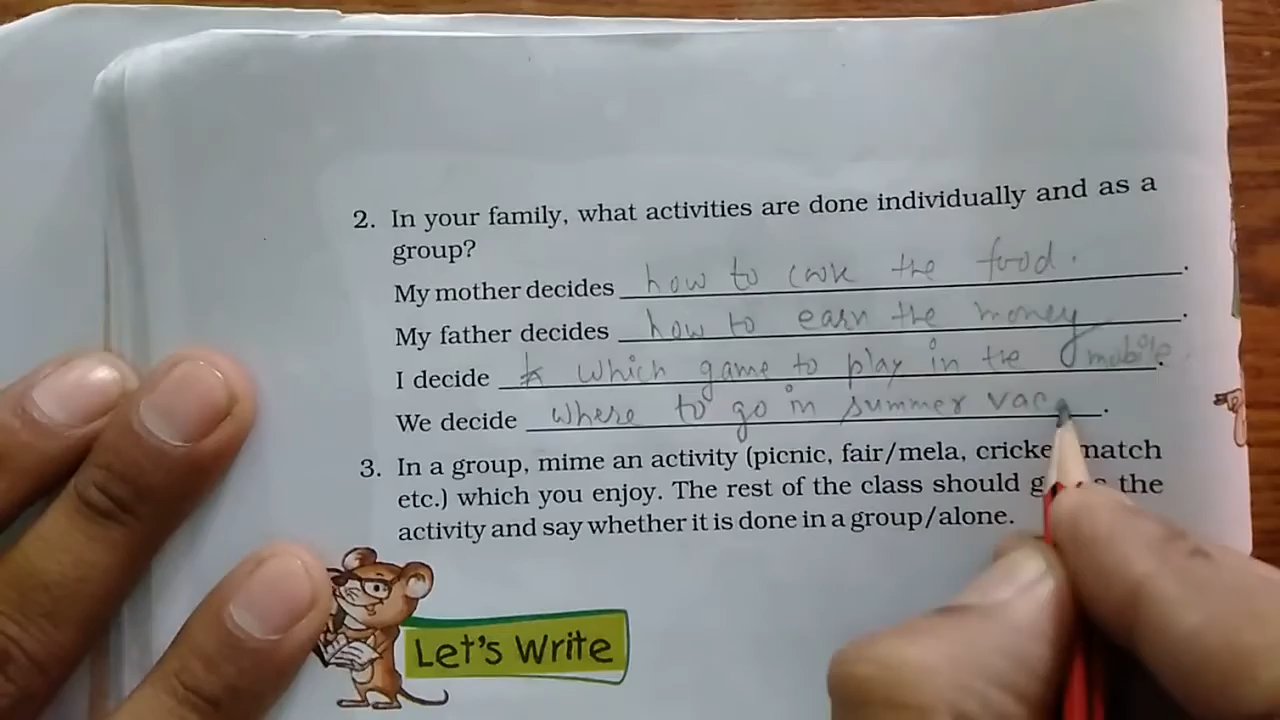 2. In your family, what activities are done individually and as a
group?
My mother decides how to cook the food.
My father decides how to earn the money.
I decide which game to play in the mobile.
We decide where to go in summer vac.
3. In a group, mime an activity (picnic, fair/mela, cricket match
etc.) which you enjoy. The rest of the class should the
activity and say whether it is done in a group/alone.
Let's Write